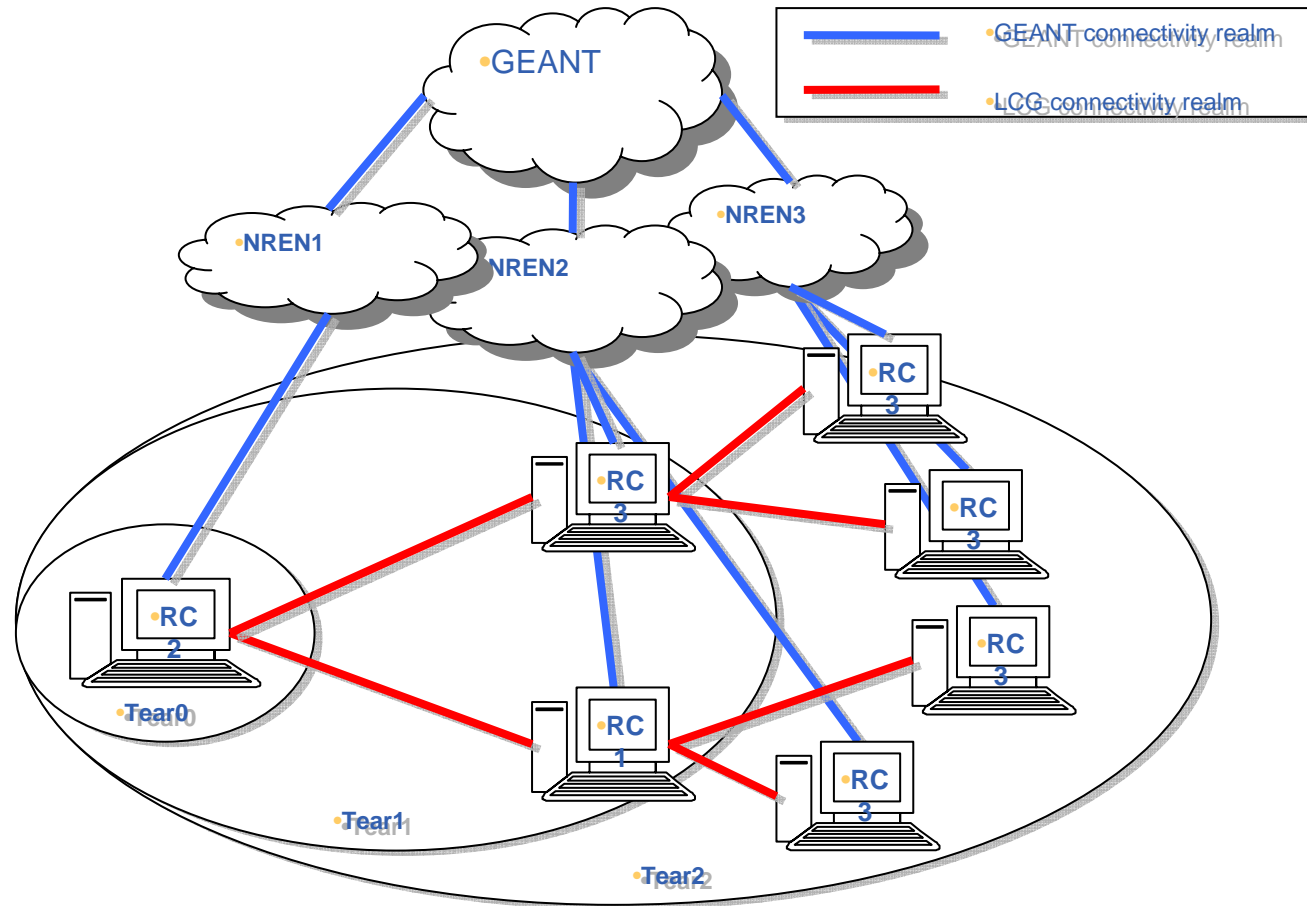 •GEANT
•GEANT connectivity realm
•LCG connectivity realm
•NREN1
NREN2
•NREN3
•RC
3
•RC
3
•RC
3
•RC
2
•RC
3
•RC
1
•RC
3
•Tear0
•Tear1
•Tear2